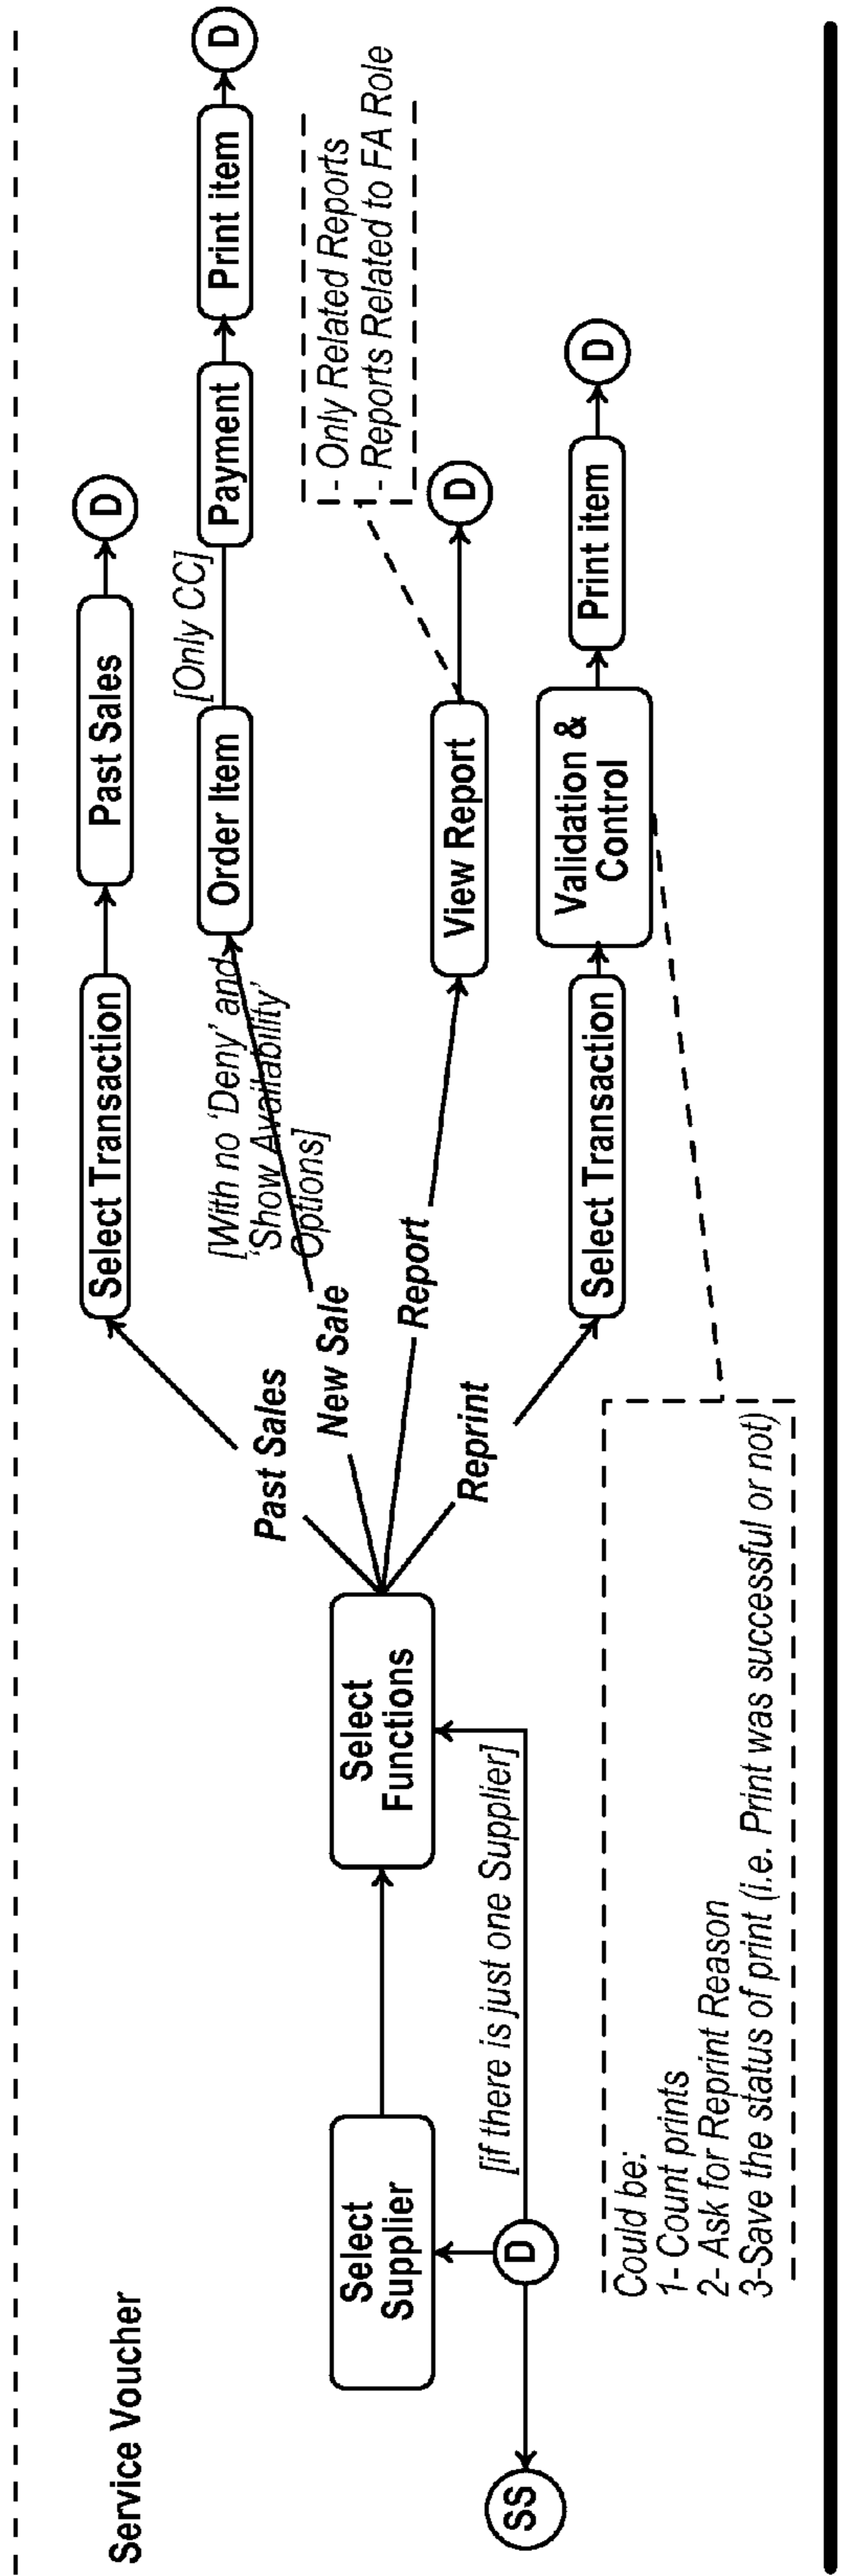 Service Voucher
SS
D
Select
Supplier
[if there is just one Supplier]
Select
Functions
Past Sales
New Sale
Report
Reprint
Select Transaction
Past Sales
D
[With no ‘Deny’ and
‘Show Availability’
Options]
Order Item
[Only CC]
Payment
Print item
D
View Report
D
- Only Related Reports
- Reports Related to FA Role
Select Transaction
Validation &
Control
Print item
D
Could be:
1- Count prints
2- Ask for Reprint Reason
3-Save the status of print (i.e. Print was successful or not)